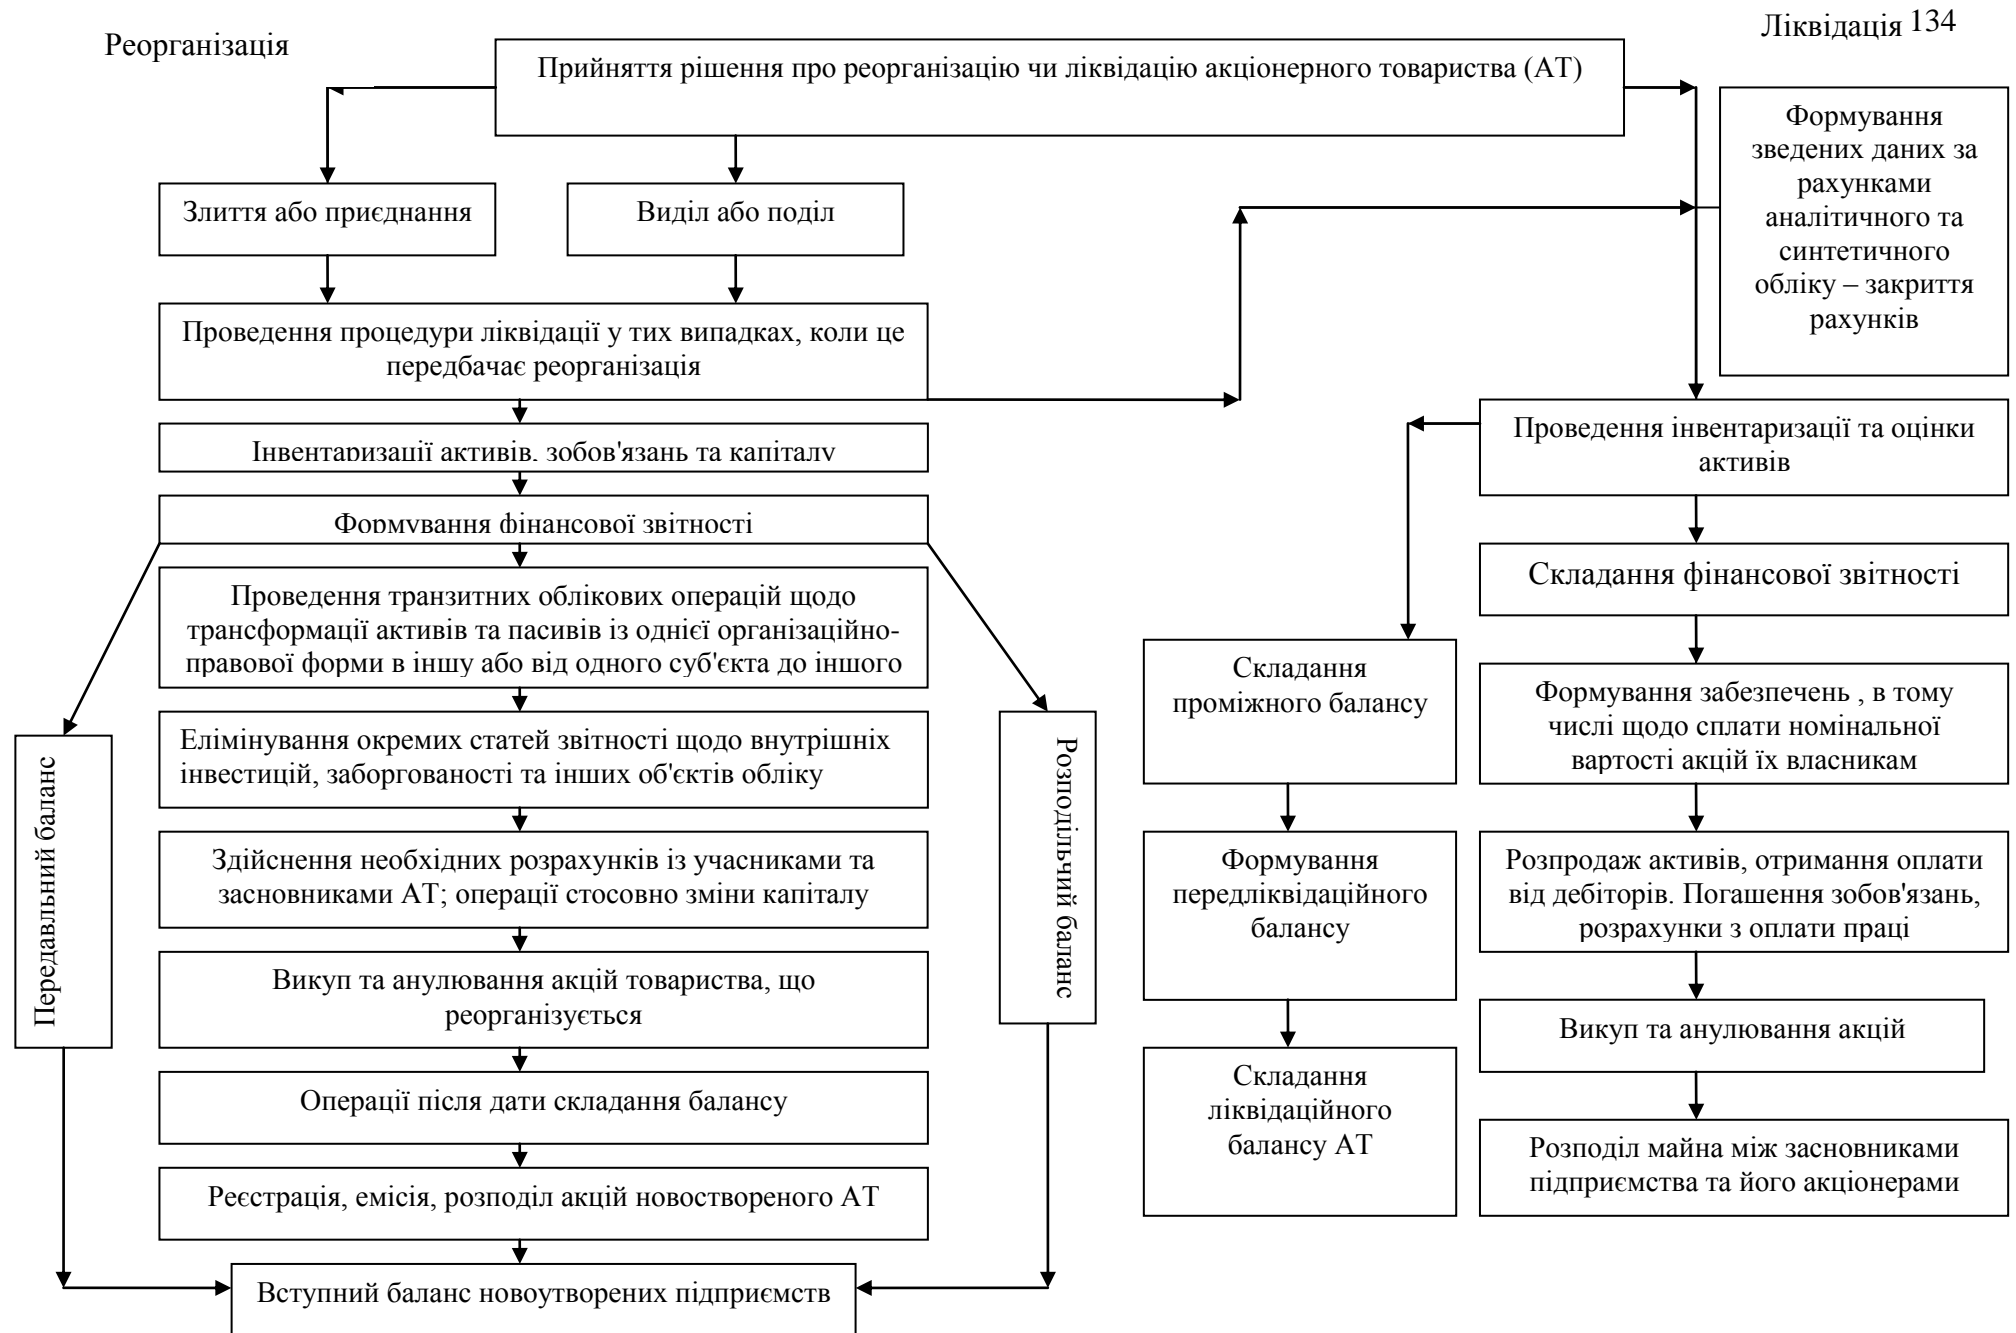 Реорганізація
Ліквідація 134
Прийняття рішення про реорганізацію чи ліквідацію акціонерного товариства (АТ)
Формування
зведених даних за
рахунками
аналітичного та
синтетичного
обліку – закриття
рахунків
Злиття або приєднання
Виділ або поділ
Проведення процедури ліквідації у тих випадках, коли це
передбачає реорганізація
Інвентаризації активів, зобов'язань та капіталу
Формування фінансової звітності
Проведення транзитних облікових операцій щодо
трансформації активів та пасивів із однієї організаційно-
правової форми в іншу або від одного суб'єкта до іншого
Елімінування окремих статей звітності щодо внутрішніх
інвестицій, заборгованості та інших об'єктів обліку
Здійснення необхідних розрахунків із учасниками та
засновниками АТ; операції стосовно зміни капіталу
Викуп та анулювання акцій товариства, що
реорганізується
Операції після дати складання балансу
Реєстрація, емісія, розподіл акцій новоствореного АТ
Вступний баланс новоутворених підприємств
Передавльний баланс
Розподільчий баланс
Складання
проміжного балансу
Формування
передліквідаційного
балансу
Складання
ліквідаційного
балансу АТ
Проведення інвентаризації та оцінки
активів
Складання фінансової звітності
Формування забезпечень , в тому
числі щодо сплати номінальної
вартості акцій їх власникам
Розпродаж активів, отримання оплати
від дебіторів. Погашення зобов'язань,
розрахунки з оплати праці
Викуп та анулювання акцій
Розподіл майна між засновниками
підприємства та його акціонерами